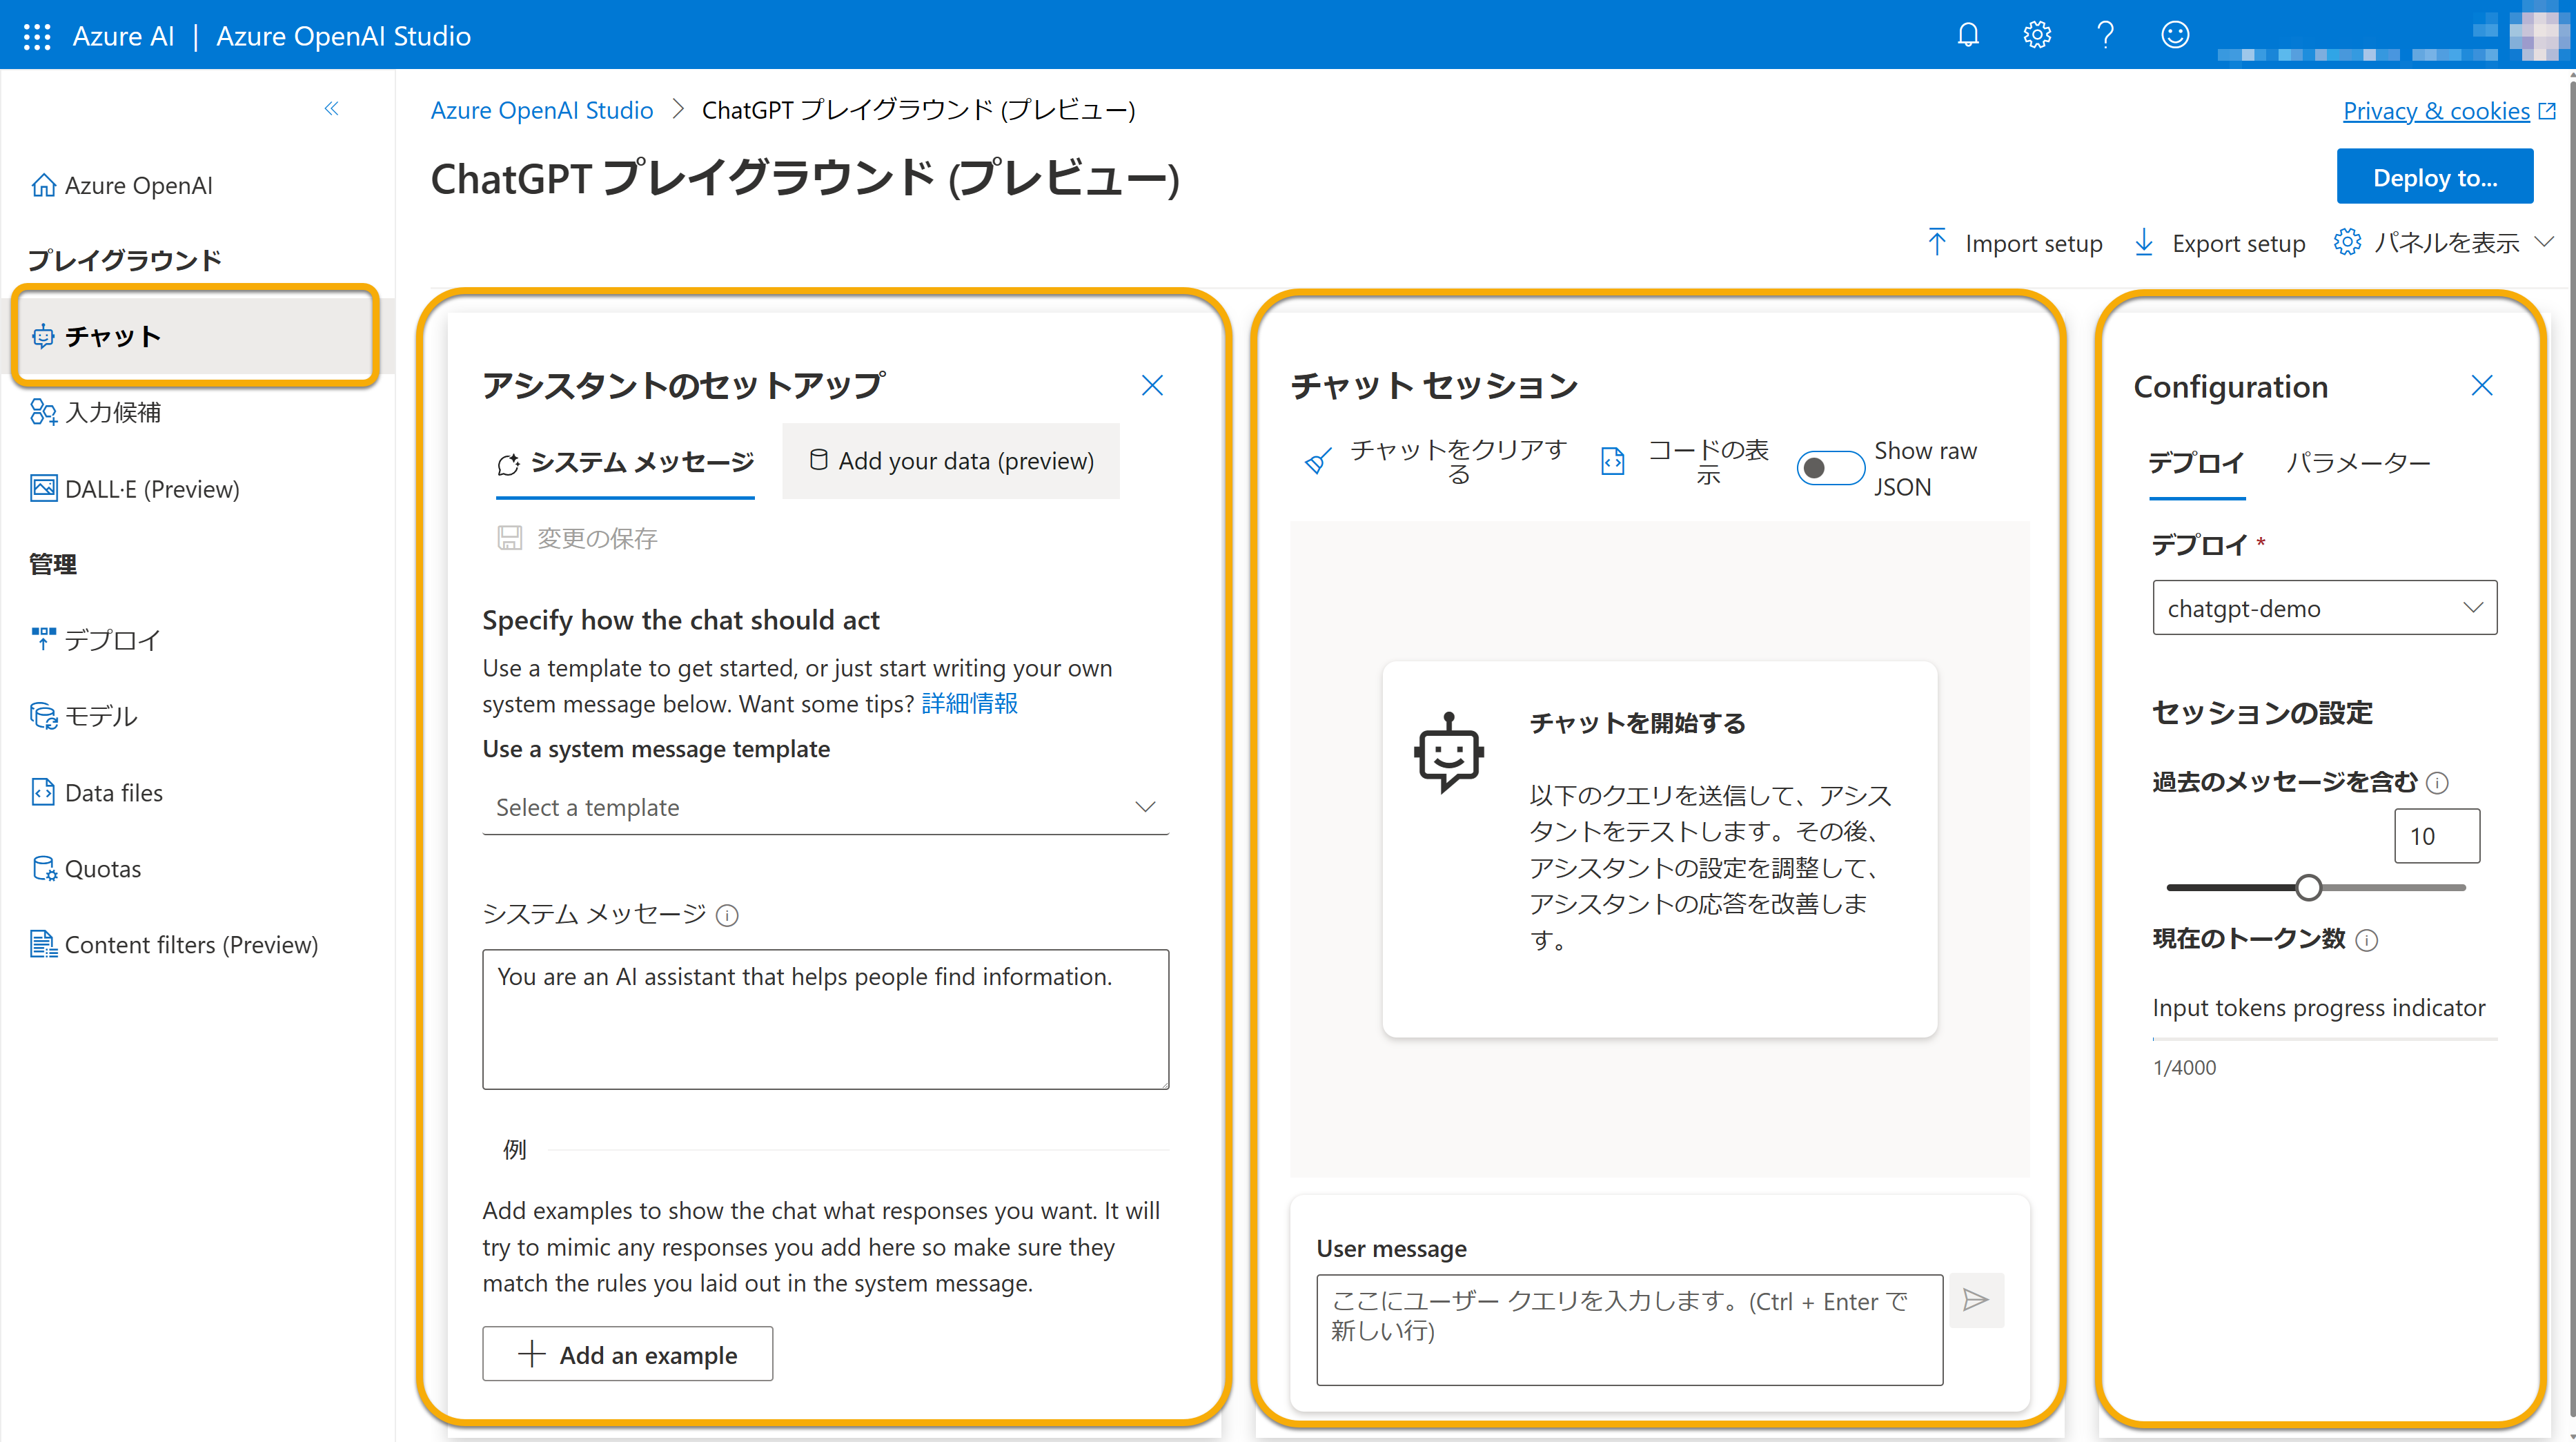 Azure AI | Azure OpenAI Studio
Azure OpenAI Studio > ChatGPT プレイグラウンド (プレビュー)
Privacy & cookies
ChatGPT プレイグラウンド (プレビュー)
Deploy to...
Import setup
Export setup
パネルを表示
Azure OpenAI
プレイグラウンド
チャット
入力候補
DALL·E (Preview)
管理
デプロイ
モデル
Data files
Quotas
Content filters (Preview)
アシスタントのセットアップ
システム メッセージ
Add your data (preview)
変更の保存
Specify how the chat should act
Use a template to get started, or just start writing your own
system message below. Want some tips? 詳細情報
Use a system message template
Select a template
システム メッセージ
You are an AI assistant that helps people find information.
例
Add examples to show the chat what responses you want. It will
try to mimic any responses you add here so make sure they
match the rules you laid out in the system message.
Add an example
チャット セッション
チャットをクリアす
る
コードの表
示
Show raw
JSON
チャットを開始する
以下のクエリを送信して、アシス
タントをテストします。その後、
アシスタントの設定を調整して、
アシスタントの応答を改善しま
す。
User message
ここにユーザー クエリを入力します。(Ctrl + Enter で
新しい行)
Configuration
デプロイ
パラメーター
デプロイ *
chatgpt-demo
セッションの設定
過去のメッセージを含む
10
現在のトークン数
Input tokens progress indicator
1/4000